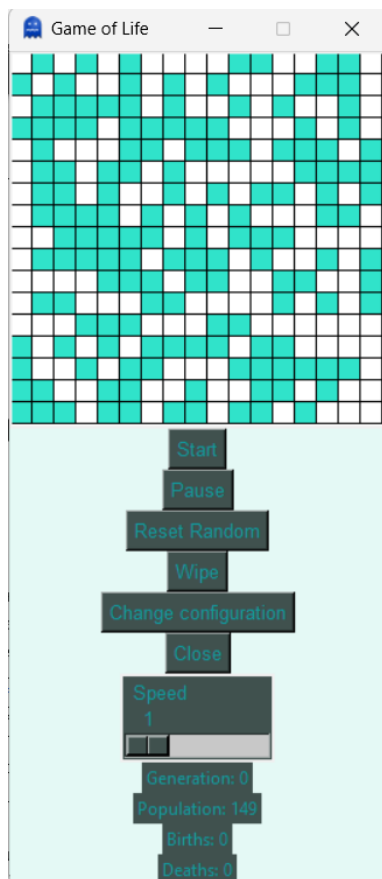 Game of Life
Start
Pause
Reset Random
Wipe
Change configuration
Close
Speed
1
Generation: 0
Population: 149
Births: 0
Deaths: 0